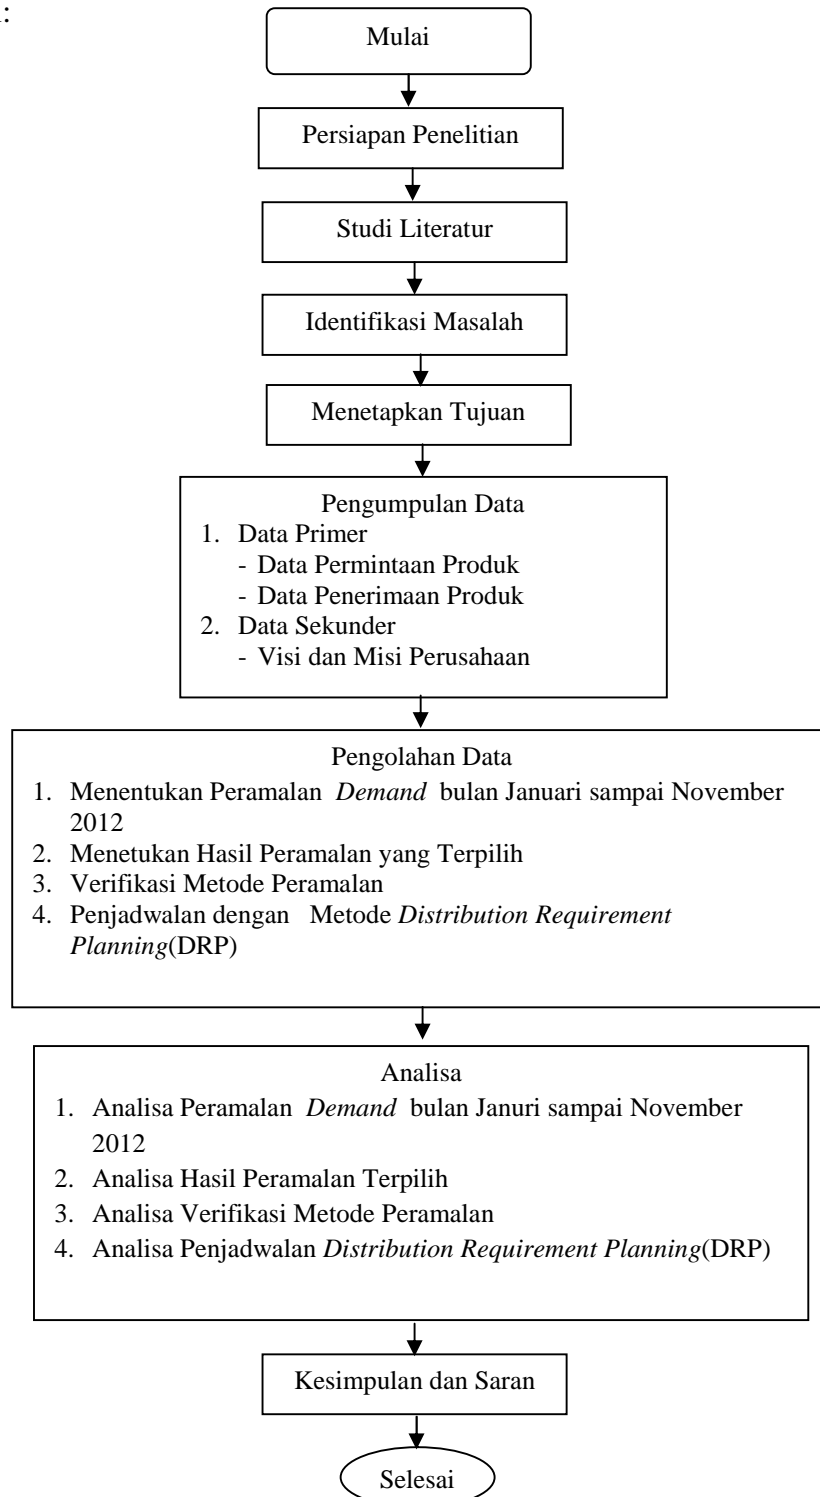 :
Mulai
Persiapan Penelitian
Studi Literatur
Identifikasi Masalah
Menetapkan Tujuan
Pengumpulan Data
1. Data Primer
- Data Permintaan Produk
- Data Penerimaan Produk
2. Data Sekunder
- Visi dan Misi Perusahaan
Pengolahan Data
1. Menentukan Peramalan Demand bulan Januari sampai November
2012
2. Menetukan Hasil Peramalan yang Terpilih
3. Verifikasi Metode Peramalan
4. Penjadwalan dengan Metode Distribution Requirement
Planning(DRP)
Analisa
1. Analisa Peramalan Demand bulan Januri sampai November
2012
2. Analisa Hasil Peramalan Terpilih
3. Analisa Verifikasi Metode Peramalan
4. Analisa Penjadwalan Distribution Requirement Planning(DRP)
Kesimpulan dan Saran
Selesai